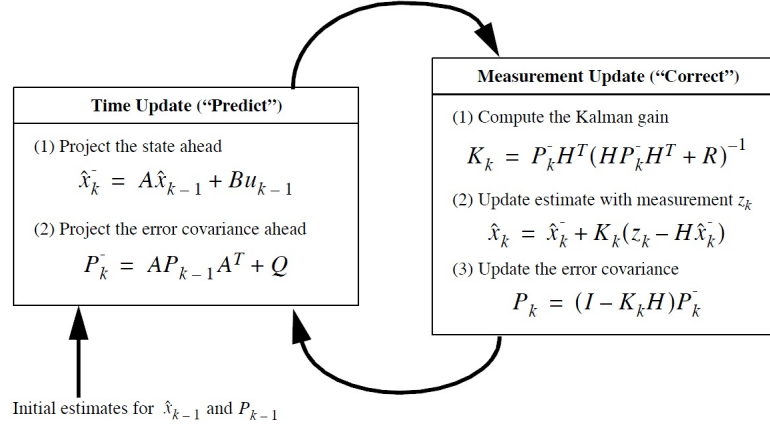 Time Update (“Predict”)
(1) Project the state ahead
x̂ₖ⁻ = Ax̂ₖ₋₁ + Buₖ₋₁
(2) Project the error covariance ahead
Pₖ⁻ = APₖ₋₁Aᵀ + Q
Initial estimates for x̂ₖ₋₁ and Pₖ₋₁
Measurement Update (“Correct”)
(1) Compute the Kalman gain
Kₖ = Pₖ⁻Hᵀ(HPₖ⁻Hᵀ + R)⁻¹
(2) Update estimate with measurement zₖ
x̂ₖ = x̂ₖ⁻ + Kₖ(zₖ – Hx̂ₖ⁻)
(3) Update the error covariance
Pₖ = (I – KₖH)Pₖ⁻